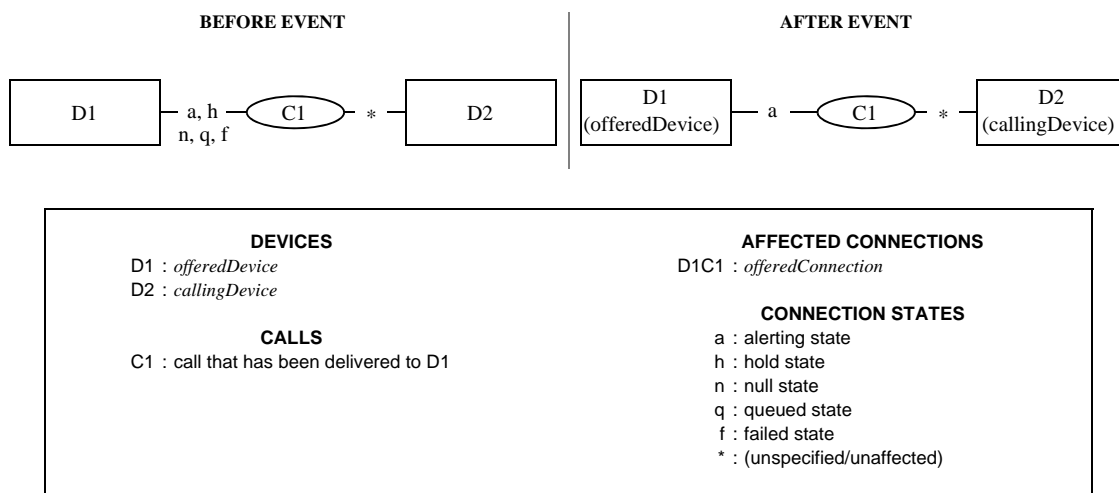 BEFORE EVENT
AFTER EVENT
D1
a, h
n, q, f
C1
*
D2
D1
(offeredDevice)
a
C1
*
D2
(callingDevice)
DEVICES
D1 : offeredDevice
D2 : callingDevice
CALLS
C1 : call that has been delivered to D1
AFFECTED CONNECTIONS
D1C1 : offeredConnection
CONNECTION STATES
a : alerting state
h : hold state
n : null state
q : queued state
f : failed state
* : (unspecified/unaffected)